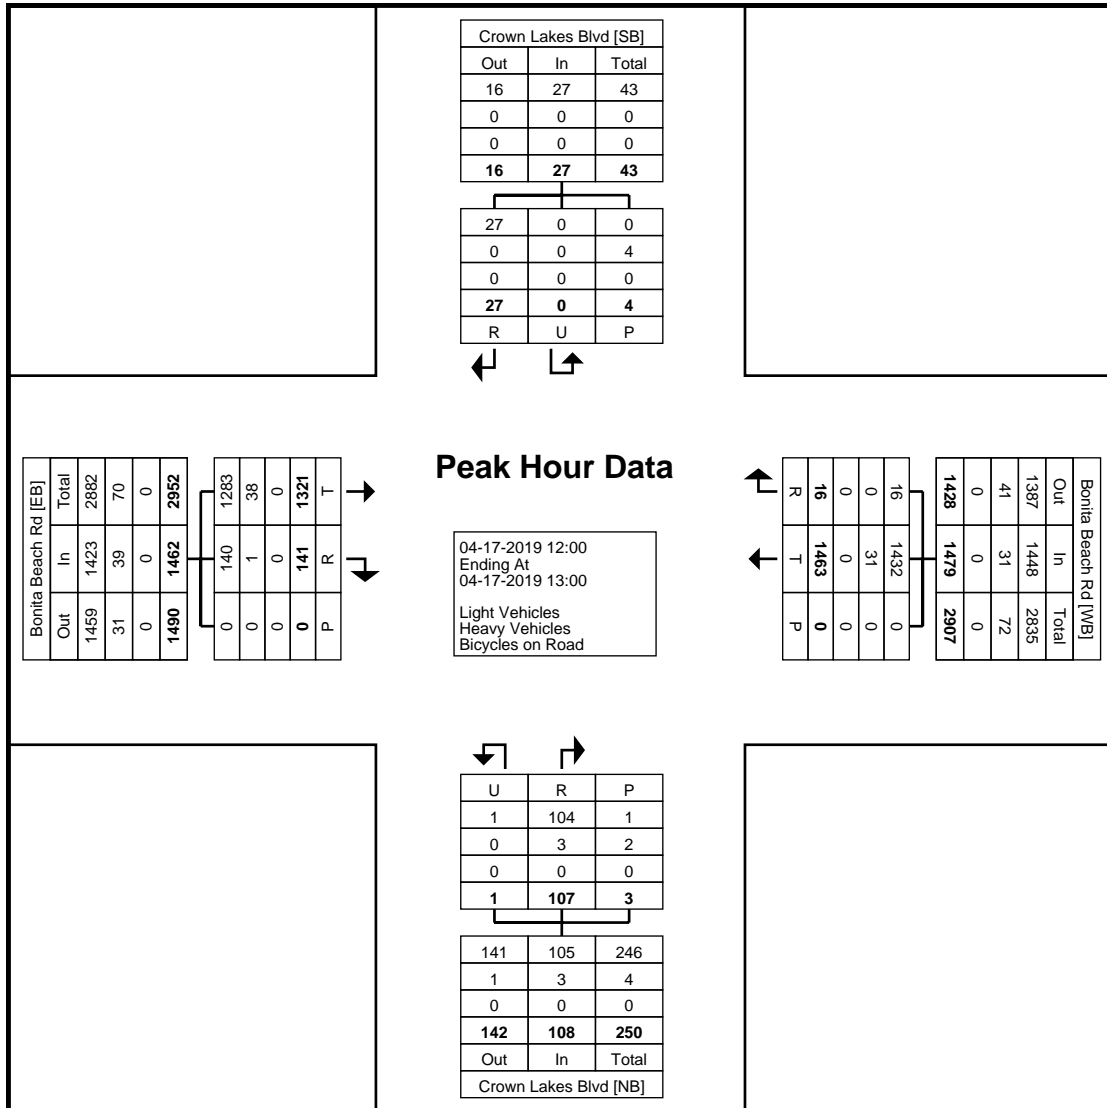 Crown Lakes Blvd [SB]
Out In Total
16 27 43
0 0 0
0 0 0
16 27 43
27 0 0
0 0 4
0 0 0
27 0 4
R U P
Bonita Beach Rd [EB]
Total In Out
2882 1423 1459
70 39 31
0 0 0
2952 1462 1490
1283 140 0
38 1 0
0 0 0
1321 141 0
T R P
Peak Hour Data
04-17-2019 12:00
Ending At
04-17-2019 13:00
Light Vehicles
Heavy Vehicles
Bicycles on Road
R T P
16 1463 0
0 0 0
0 31 0
16 1432 0
1428 1479 2907
0 0 0
41 31 72
1387 1448 2835
Out In Total
Bonita Beach Rd [WB]
U R P
1 104 1
0 3 2
0 0 0
1 107 3
141 105 246
1 3 4
0 0 0
142 108 250
Out In Total
Crown Lakes Blvd [NB]